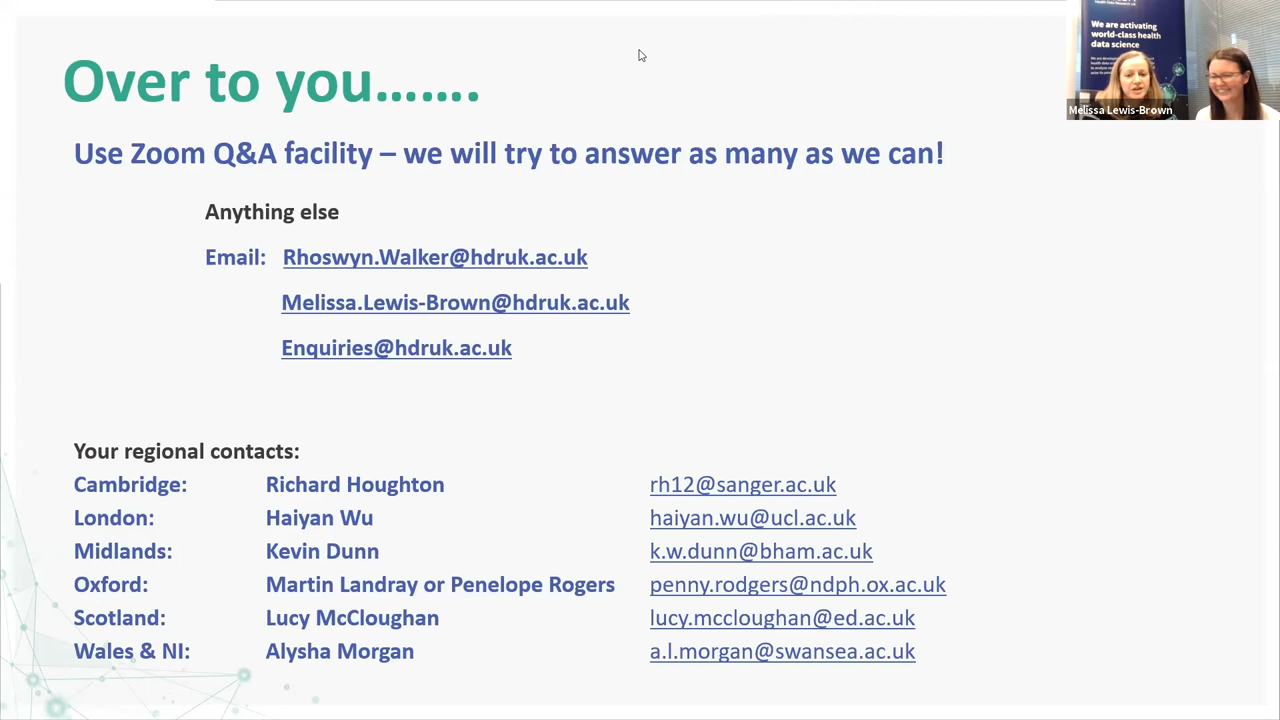 Over to you.......
Use Zoom Q&A facility – we will try to answer as many as we can!
Anything else
Email: Rhoswyn.Walker@hdruk.ac.uk
Melissa.Lewis-Brown@hdruk.ac.uk
Enquiries@hdruk.ac.uk
Your regional contacts:
Cambridge: Richard Houghton rh12@sanger.ac.uk
London: Haiyan Wu haiyan.wu@ucl.ac.uk
Midlands: Kevin Dunn k.w.dunn@bham.ac.uk
Oxford: Martin Landray or Penelope Rogers penny.rodgers@ndph.ox.ac.uk
Scotland: Lucy McCloughan lucy.mccloughan@ed.ac.uk
Wales & NI: Alysha Morgan a.l.morgan@swansea.ac.uk
Health Data Research UK
We are activating
world-class health
data science
Melissa Lewis-Brown